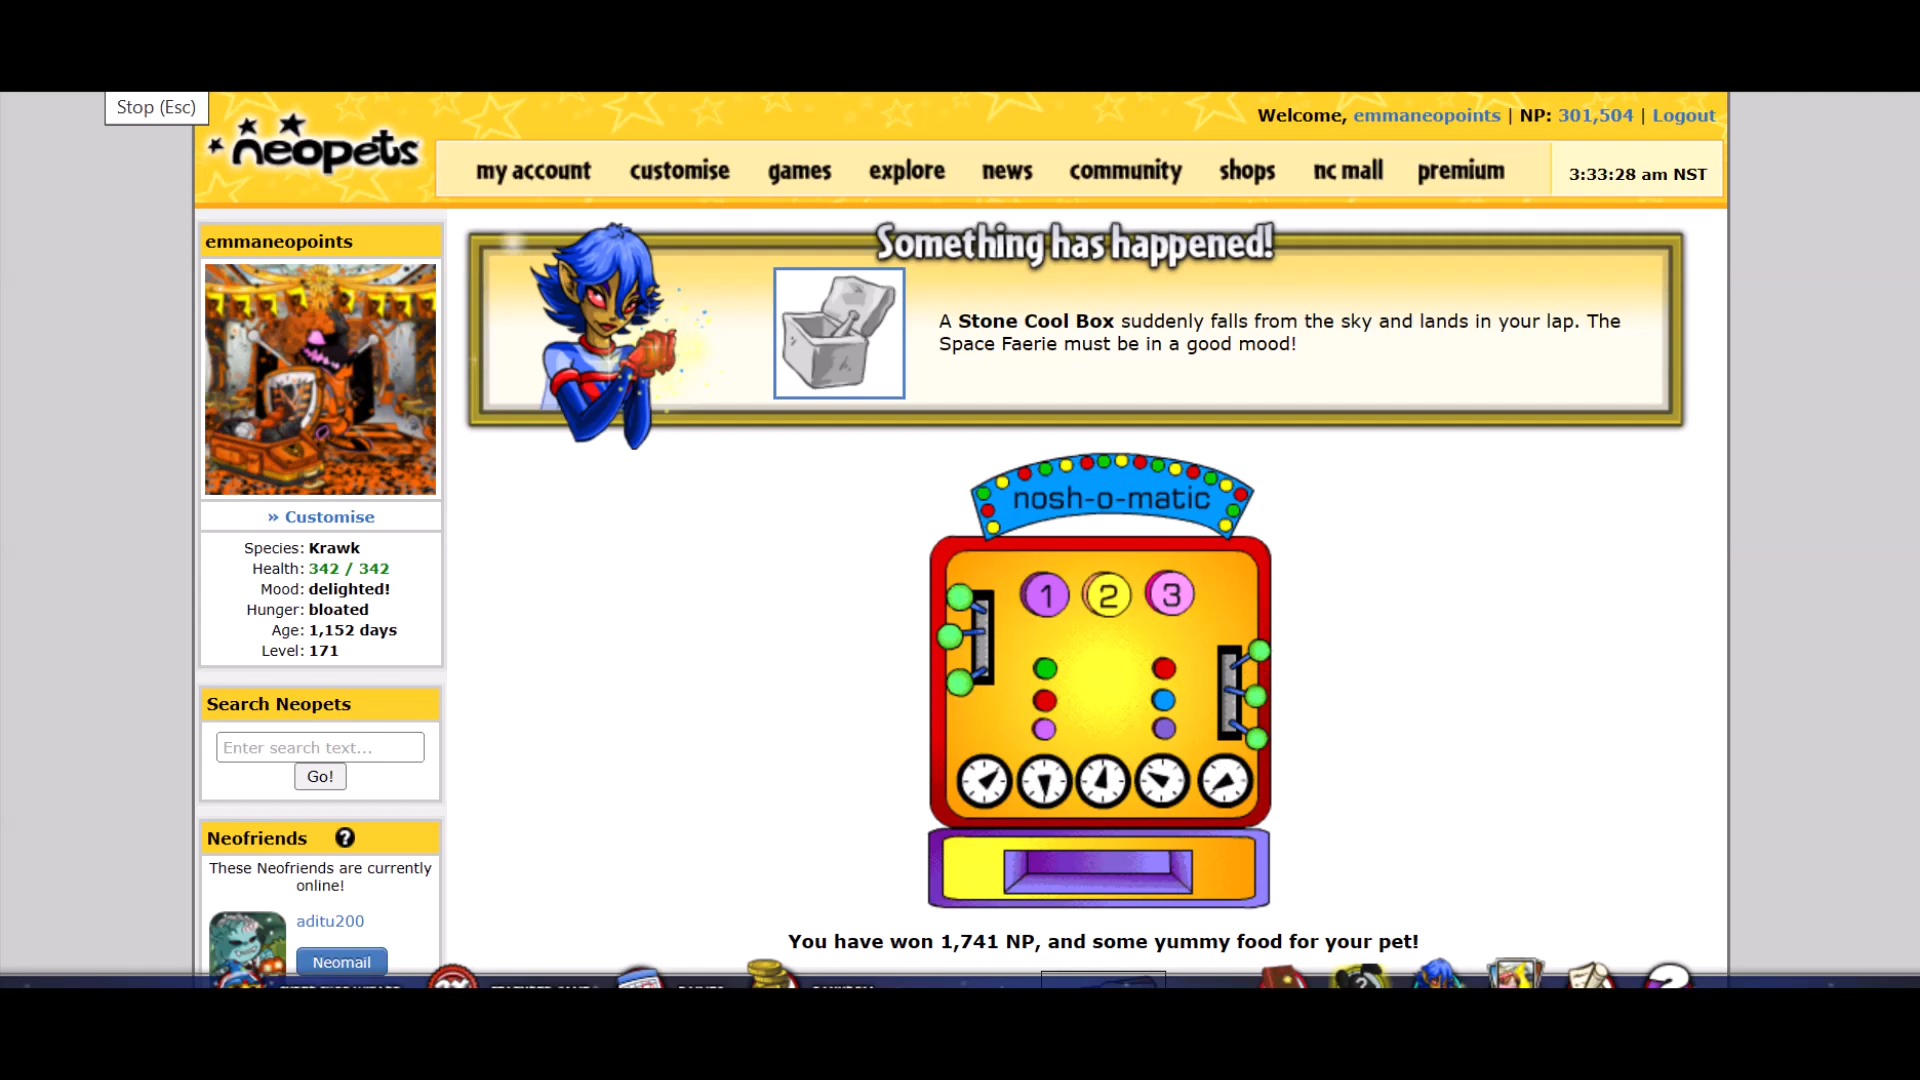 Stop (Esc)
neopets
Welcome, emmaneopoints | NP: 301,504 | Logout
my account customise games explore news community shops nc mall premium 3:33:28 am NST
emmaneopoints
» Customise
Species: Krawk
Health: 342 / 342
Mood: delighted!
Hunger: bloated
Age: 1,152 days
Level: 171
Search Neopets
Enter search text...
Go!
Neofriends ?
These Neofriends are currently
online!
aditu200
Neomail
Something has happened!
A Stone Cool Box suddenly falls from the sky and lands in your lap. The
Space Faerie must be in a good mood!
nosh-o-matic
1 2 3
You have won 1,741 NP, and some yummy food for your pet!